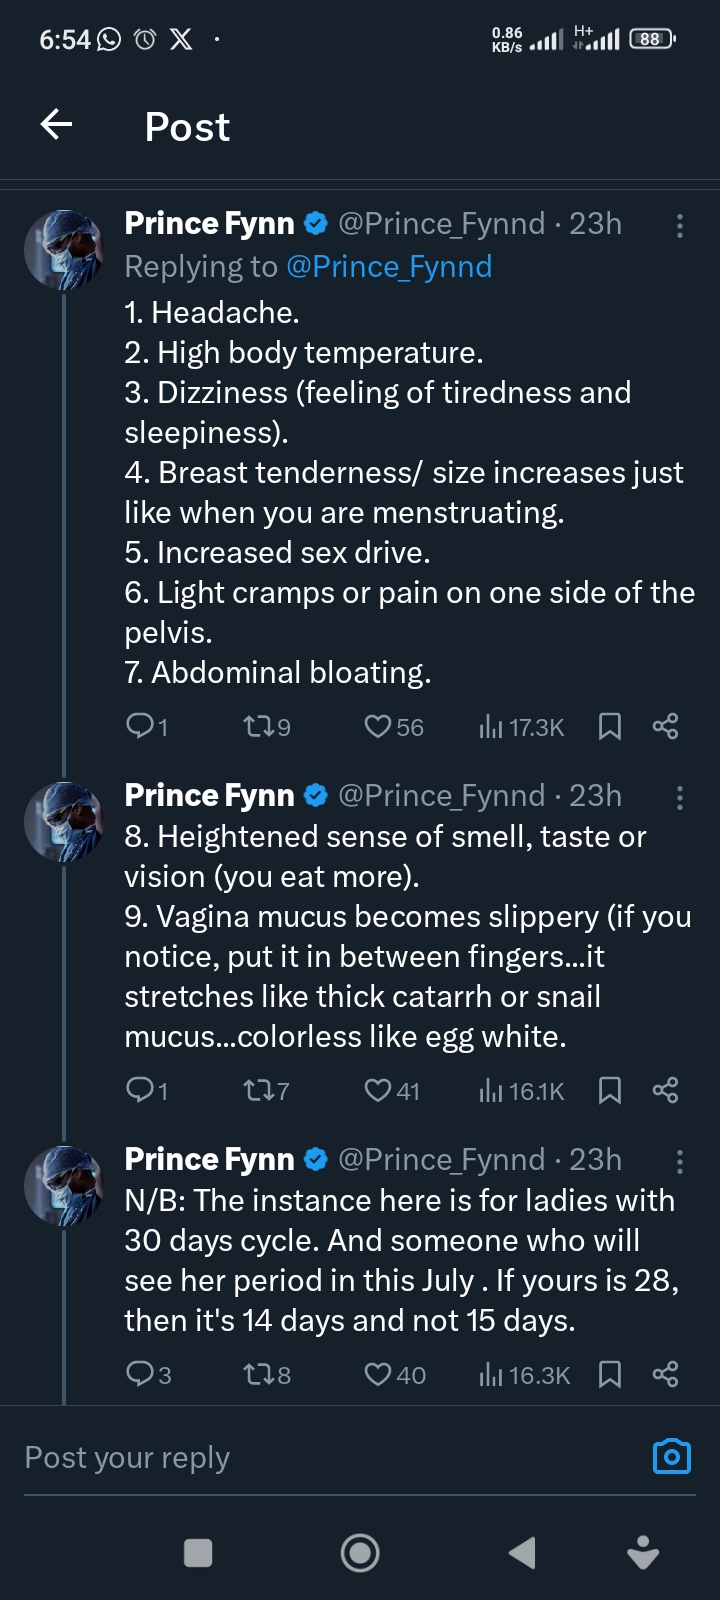 6:54
0.86
KB/s
H+
88
Post
Prince Fynn @Prince_Fynnd · 23h
Replying to @Prince_Fynnd
1. Headache.
2. High body temperature.
3. Dizziness (feeling of tiredness and
sleepiness).
4. Breast tenderness/ size increases just
like when you are menstruating.
5. Increased sex drive.
6. Light cramps or pain on one side of the
pelvis.
7. Abdominal bloating.
1 9 56 17.3K
Prince Fynn @Prince_Fynnd · 23h
8. Heightened sense of smell, taste or
vision (you eat more).
9. Vagina mucus becomes slippery (if you
notice, put it in between fingers...it
stretches like thick catarrh or snail
mucus...colorless like egg white.
1 7 41 16.1K
Prince Fynn @Prince_Fynnd · 23h
N/B: The instance here is for ladies with
30 days cycle. And someone who will
see her period in this July . If yours is 28,
then it's 14 days and not 15 days.
3 8 40 16.3K
Post your reply